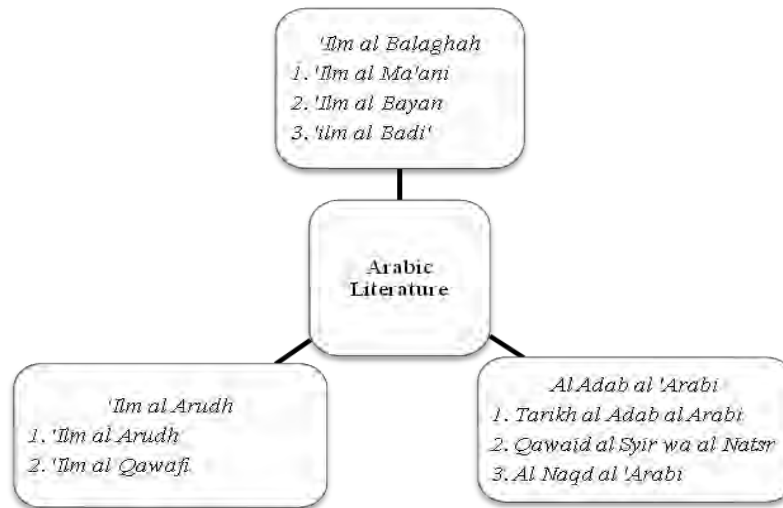 'Ilm al Balaghah
1. 'Ilm al Ma'ani
2. 'Ilm al Bayan
3. 'ilm al Badi'
Arabic
Literature
'Ilm al Arudh
1. 'Ilm al Arudh
2. 'Ilm al Qawafi
Al Adab al 'Arabi
1. Tarikh al Adab al Arabi
2. Qawaid al Syir wa al Natsr
3. Al Naqd al 'Arabi